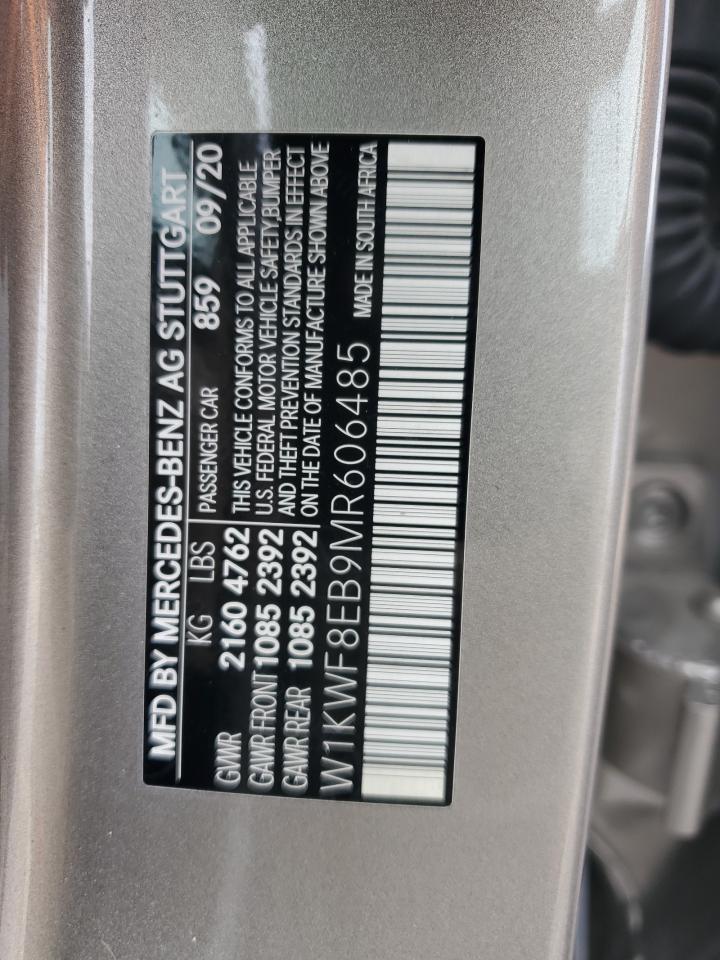 MFD BY MERCEDES-BENZ AG STUTTGART
KG LBS PASSENGER CAR 859 09/20
GVWR 2160 4762 THIS VEHICLE CONFORMS TO ALL APPLICABLE
GAWR FRONT 1085 2392 U.S. FEDERAL MOTOR VEHICLE SAFETY,BUMPER
GAWR REAR 1085 2392 AND THEFT PREVENTION STANDARDS IN EFFECT
ON THE DATE OF MANUFACTURE SHOWN ABOVE
W1KWF8EB9MR606485 MADE IN SOUTH AFRICA